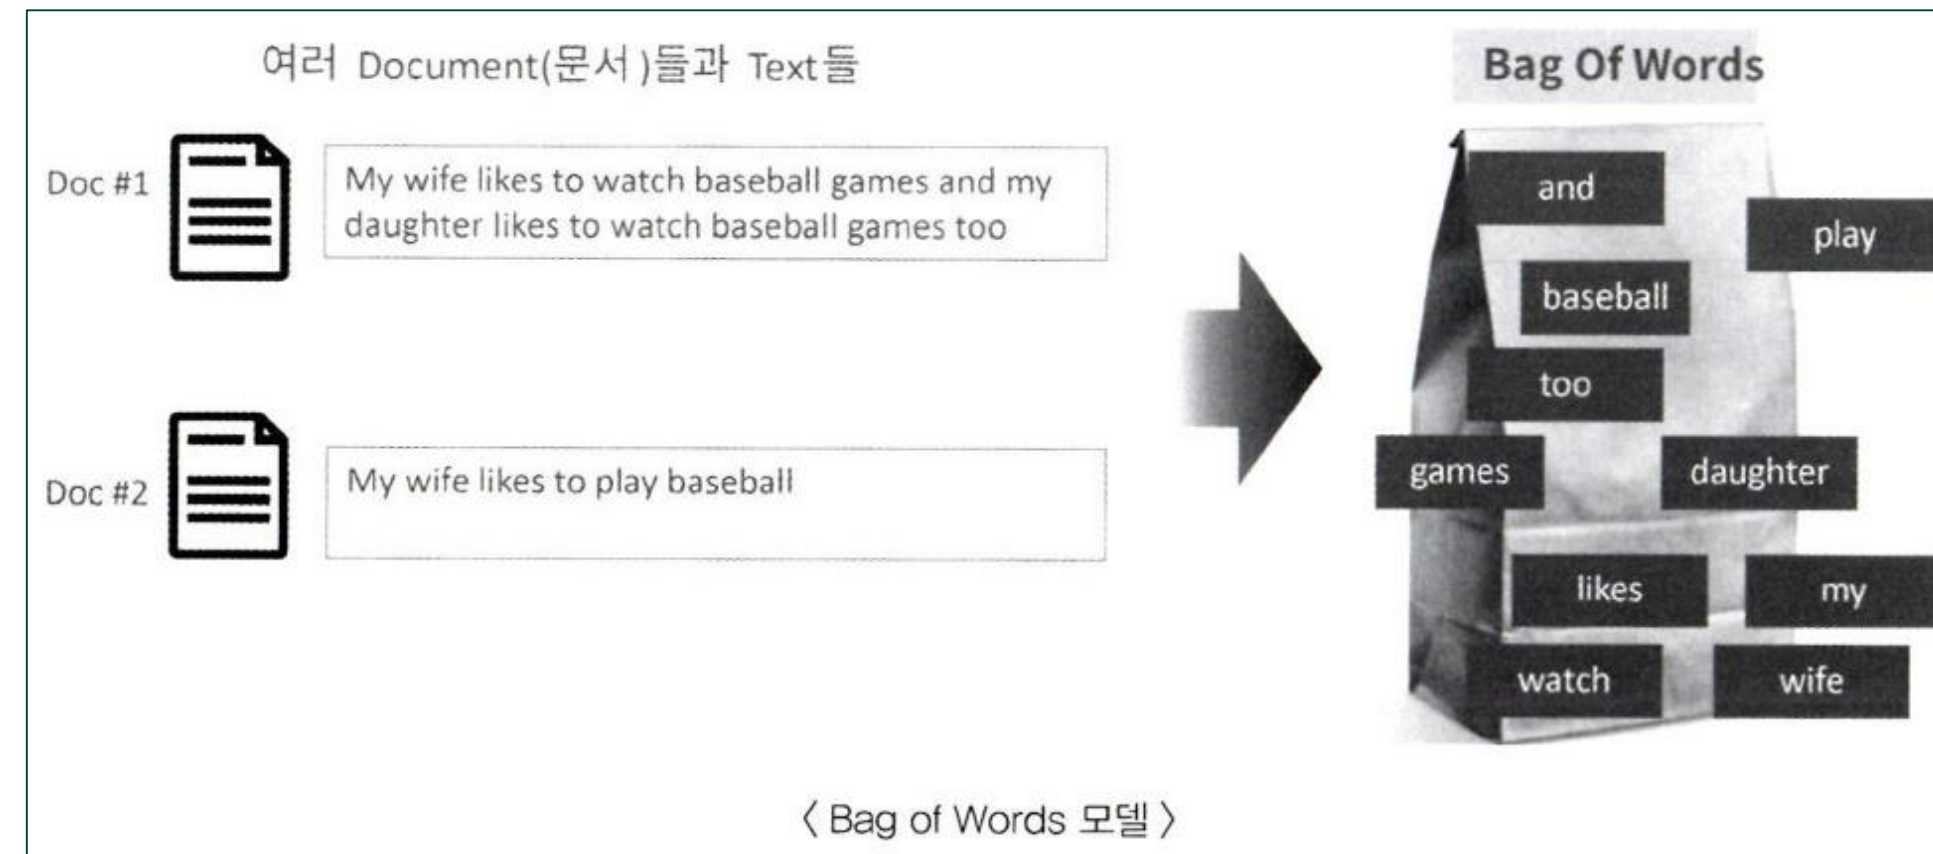 여러 Document(문서)들과 Text들
Doc #1
My wife likes to watch baseball games and my
daughter likes to watch baseball games too
Doc #2
My wife likes to play baseball
Bag Of Words
and
play
baseball
too
games
daughter
likes
my
watch
wife
〈 Bag of Words 모델 〉